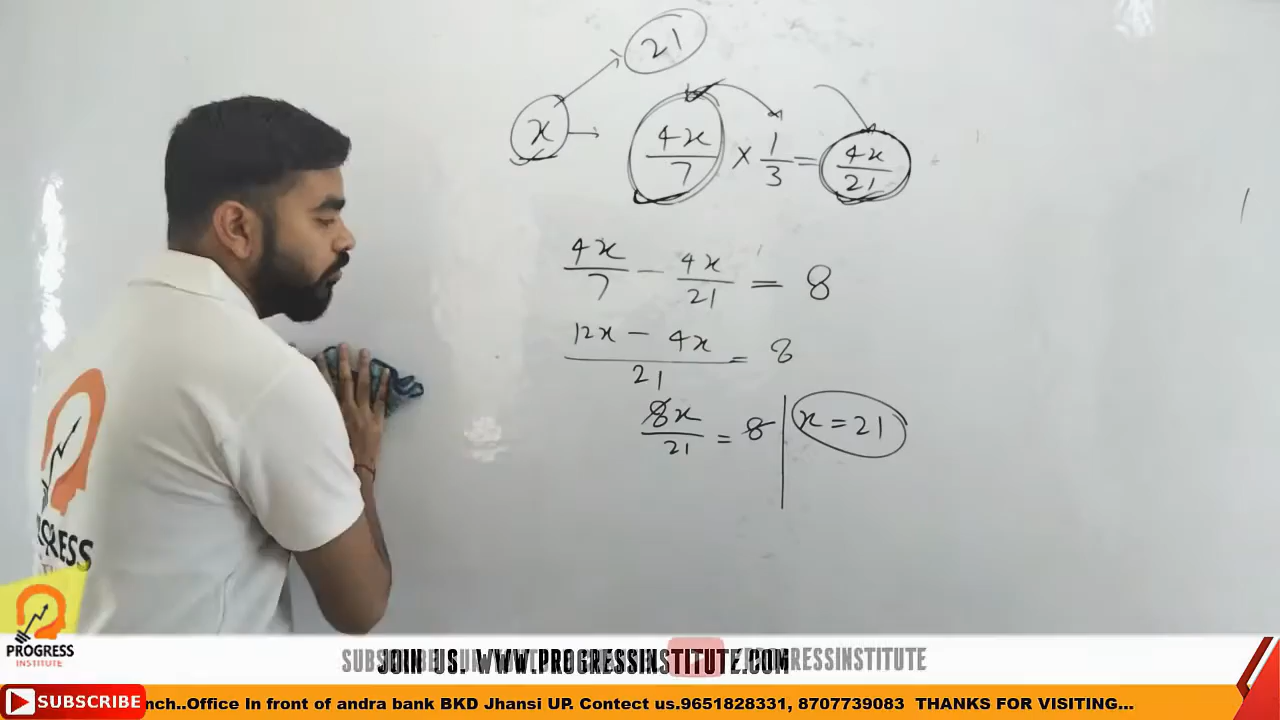 21
x → 4x/7 × 1/3 = 4x/21
4x/7 − 4x/21 = 8
12x − 4x/21 = 8
8x/21 = 8 | x = 21
PROGRESS
INSTITUTE
JOIN US. WWW.PROGRESSINSTITUTE.COM
SUBSCRIBE
nch..Office In front of andra bank BKD Jhansi UP. Contect us.9651828331, 8707739083 THANKS FOR VISITING...